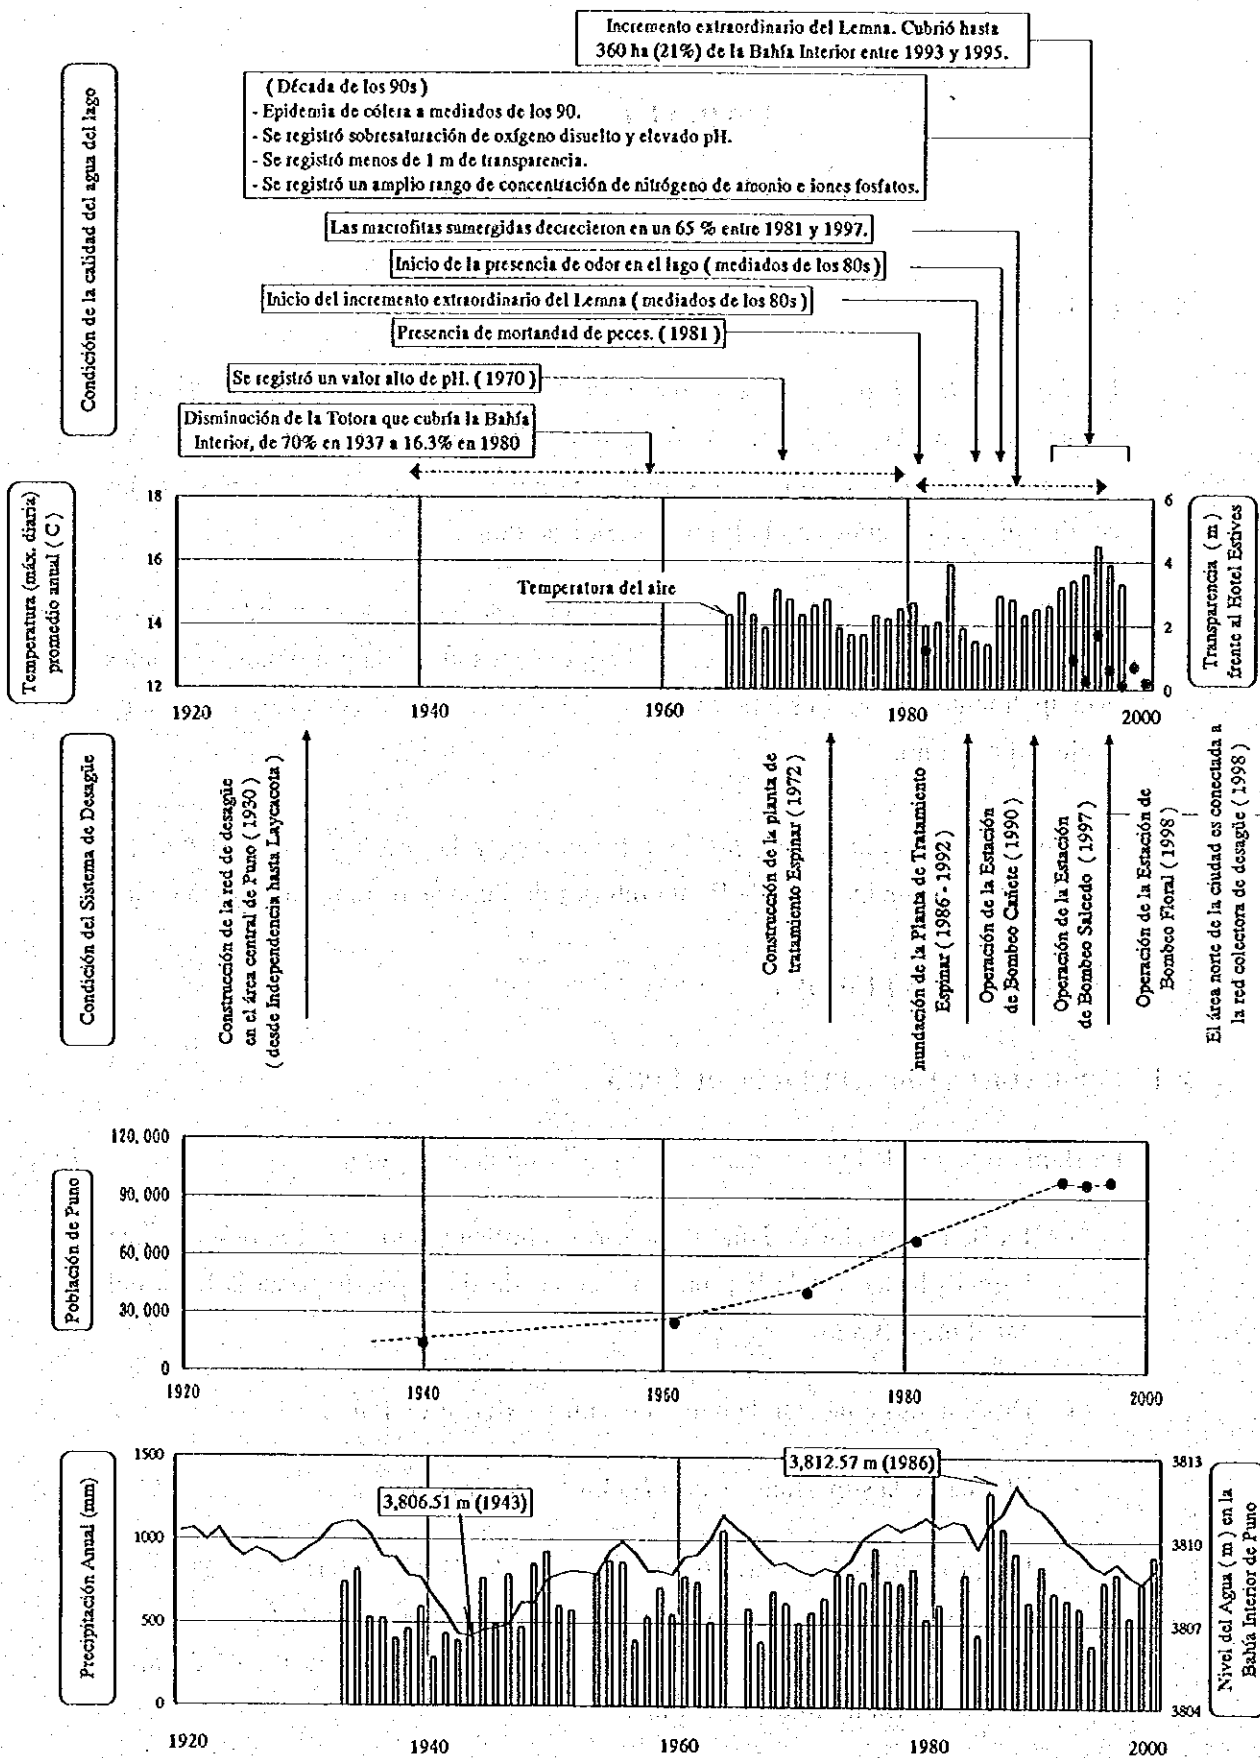 Incremento extraordinario del Lemna. Cubrió hasta
360 ha (21%) de la Bahía Interior entre 1993 y 1995.
Condición de la calidad del agua del lago
( Década de los 90s )
- Epidemia de cólera a mediados de los 90.
- Se registró sobresaturación de oxígeno disuelto y elevado pH.
- Se registró menos de 1 m de transparencia.
- Se registró un amplio rango de concentración de nitrógeno de amonio e iones fosfatos.
Las macrofitas sumergidas decrecieron en un 65 % entre 1981 y 1997.
Inicio de la presencia de odor en el lago ( mediados de los 80s )
Inicio del incremento extraordinario del Lemna ( mediados de los 80s )
Presencia de mortandad de peces. ( 1981 )
Se registró un valor alto de pH. ( 1970 )
Disminución de la Totora que cubría la Bahía
Interior, de 70% en 1937 a 16.3% en 1980
Temperatura (máx. diaria)
promedio anual ( C )
18
16
14
12
Temperatora del aire
6
4
2
0
Transparencia ( m )
frente al Hotel Estives
1920
1940
1960
1980
2000
Condición del Sistema de Desagüe
Construcción de la red de desagüe
en el área central de Puno ( 1930 )
( desde Independencia hasta Laycacota )
Construcción de la planta de
tratamiento Espinar ( 1972 )
nundación de la Planta de Tratamiento
Espinar ( 1986 - 1992 )
Operación de la Estación
de Bombeo Cañete ( 1990 )
Operación de la Estación
de Bombeo Salcedo ( 1997 )
Operación de la Estación de
Bombeo Floral ( 1998 )
El área norte de la ciudad es conectada a
la red colectora de desagüe ( 1998 )
Población de Puno
120,000
90,000
60,000
30,000
0
1920
1940
1960
1980
2000
Precipitación Anual (mm)
1500
1000
500
0
3,806.51 m (1943)
3,812.57 m (1986)
3813
3810
3807
3804
Nivel del Agua ( m ) en la
Bahía Interior de Puno
1920
1940
1960
1980
2000